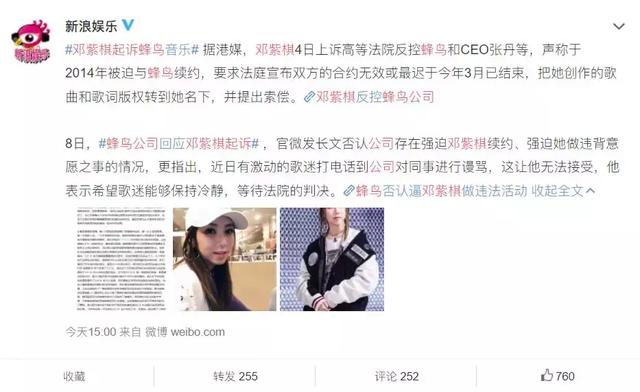 新浪娱乐
#邓紫棋起诉蜂鸟音乐# 据港媒，邓紫棋4日上诉高等法院反控蜂鸟和CEO张丹等，声称于
2014年被迫与蜂鸟续约，要求法庭宣布双方的合约无效或最迟于今年3月已结束，把她创作的歌
曲和歌词版权转到她名下，并提出索偿。邓紫棋反控蜂鸟公司
8日，#蜂鸟公司回应邓紫棋起诉#，官微发长文否认公司存在强迫邓紫棋续约、强迫她做违背意
愿之事的情况，更指出，近日有激动的歌迷打电话到公司对同事进行谩骂，这让他无法接受，他
表示希望歌迷能够保持冷静，等待法院的判决。蜂鸟否认逼邓紫棋做违法活动 收起全文
今天15:00 来自 微博 weibo.com
收藏 转发 255 评论 252 760